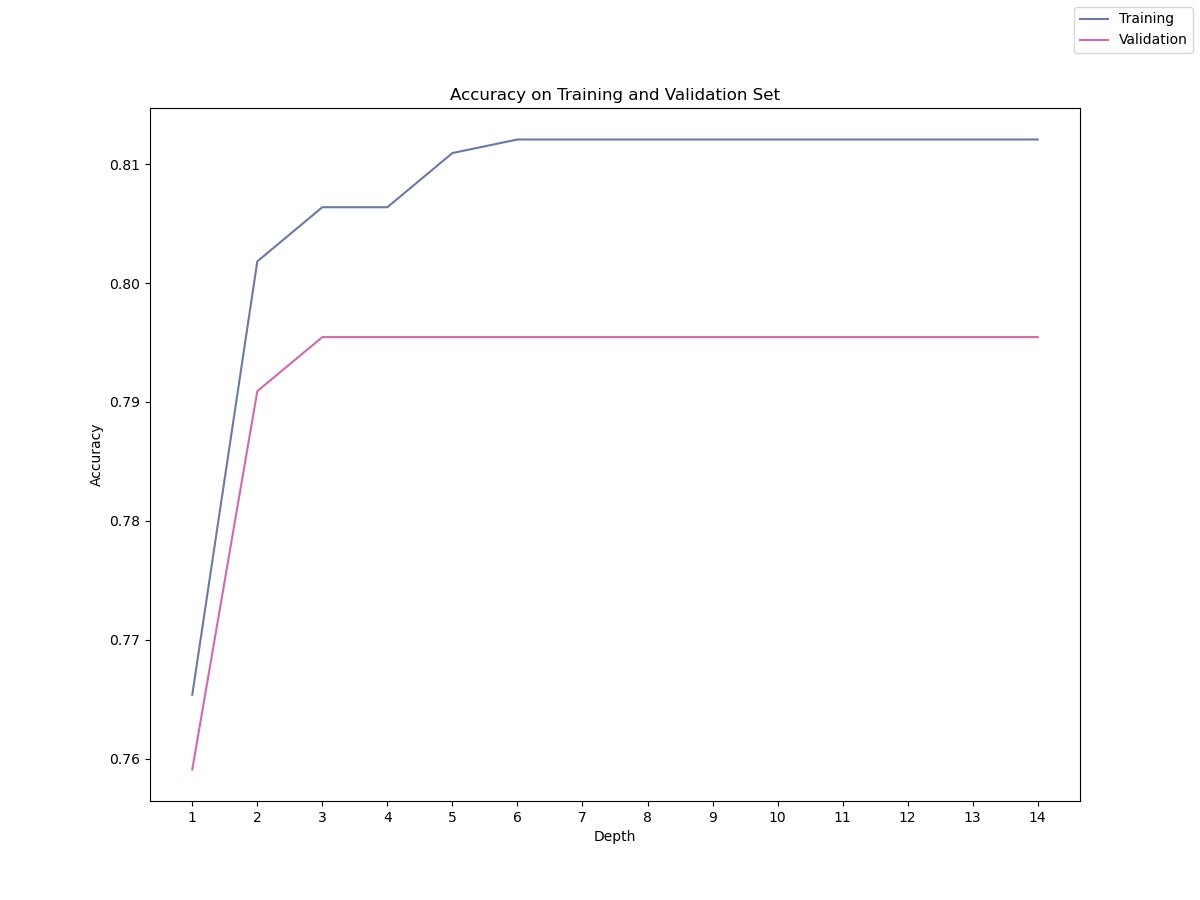 Training
Validation
Accuracy on Training and Validation Set
0.81
0.80
0.79
0.78
0.77
0.76
Accuracy
1 2 3 4 5 6 7 8 9 10 11 12 13 14
Depth